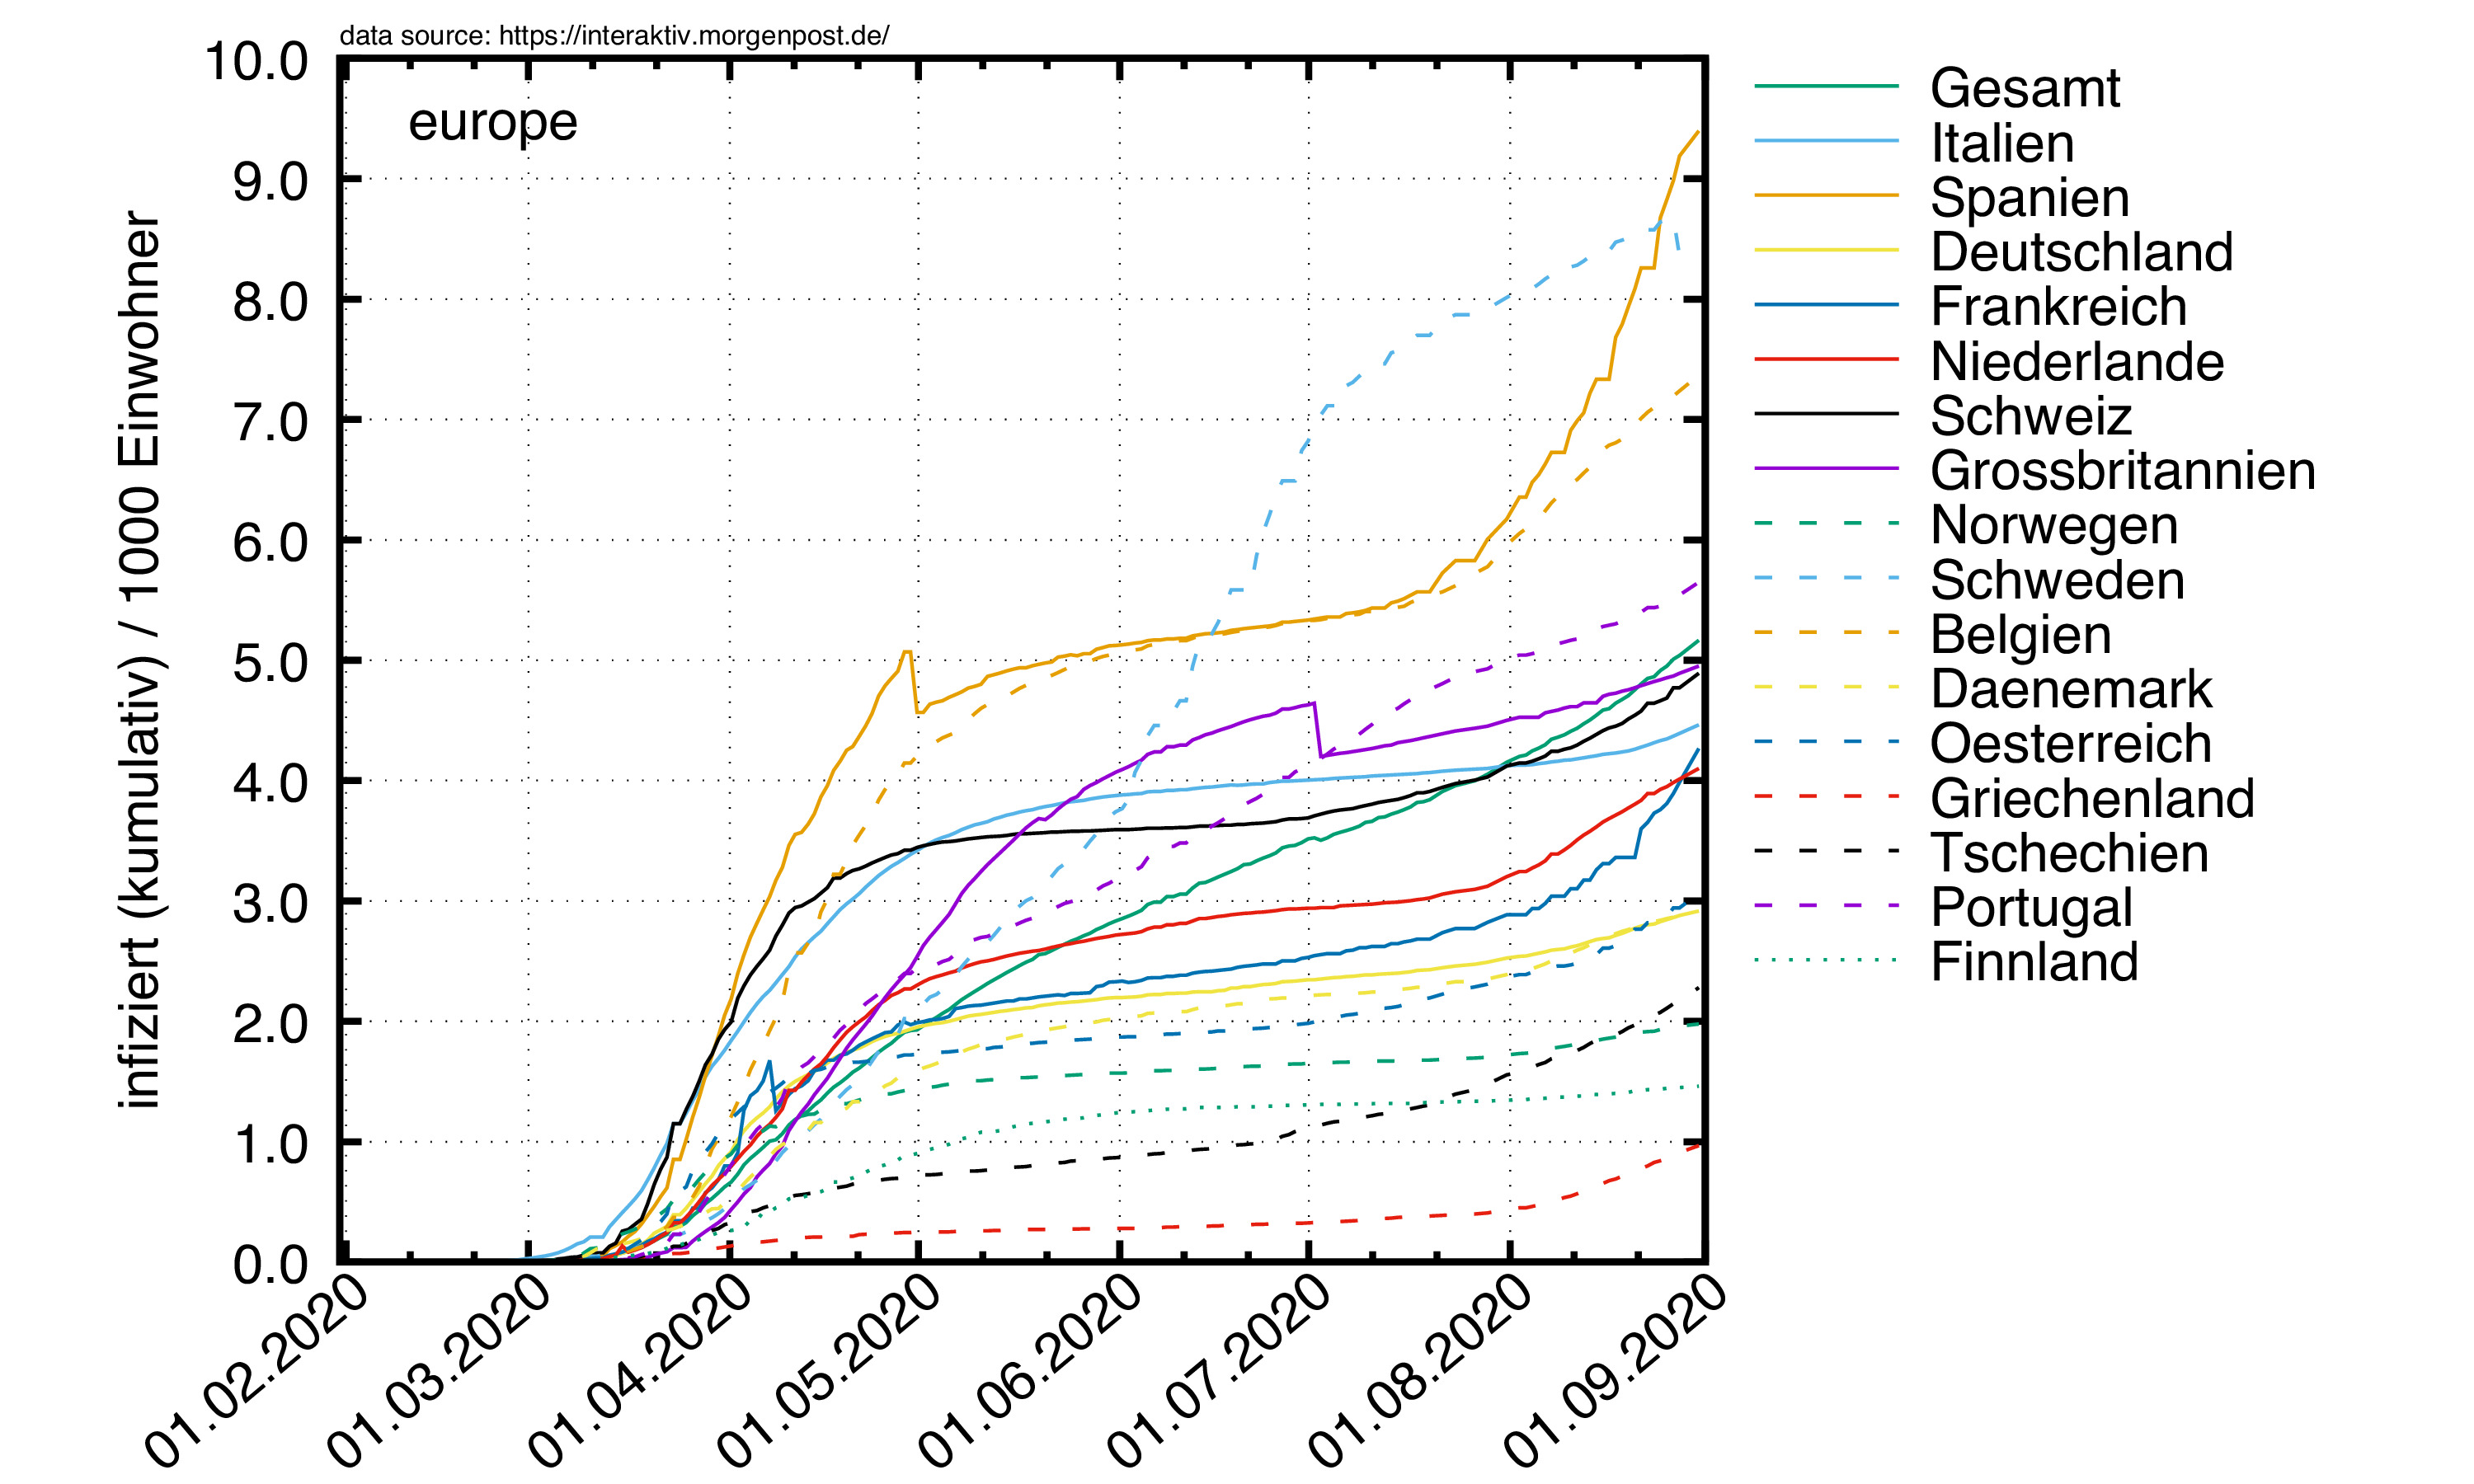 data source: https://interaktiv.morgenpost.de/
europe
infiziert (kumulativ) / 1000 Einwohner
10.0
9.0
8.0
7.0
6.0
5.0
4.0
3.0
2.0
1.0
0.0
01.02.2020
01.03.2020
01.04.2020
01.05.2020
01.06.2020
01.07.2020
01.08.2020
01.09.2020
Gesamt
Italien
Spanien
Deutschland
Frankreich
Niederlande
Schweiz
Grossbritannien
Norwegen
Schweden
Belgien
Daenemark
Oesterreich
Griechenland
Tschechien
Portugal
Finnland